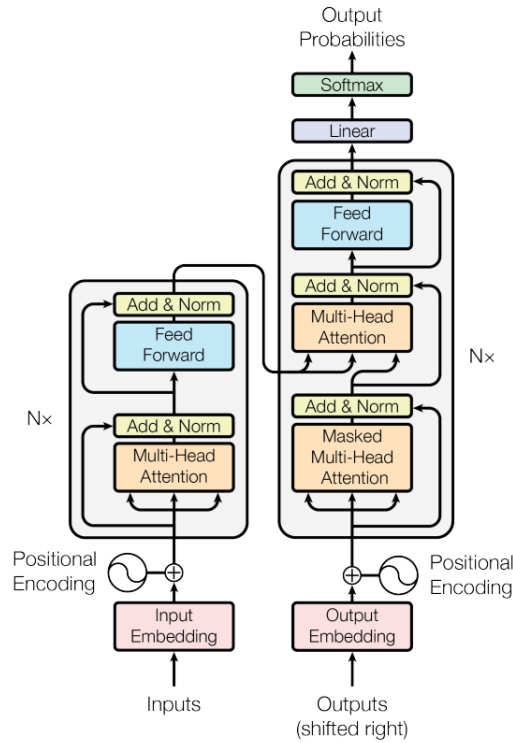 Output
Probabilities
Softmax
Linear
Add & Norm
Feed
Forward
Add & Norm
Multi-Head
Attention
Add & Norm
Masked
Multi-Head
Attention
N×
Add & Norm
Feed
Forward
Add & Norm
Multi-Head
Attention
N×
Positional
Encoding
Positional
Encoding
Input
Embedding
Output
Embedding
Inputs
Outputs
(shifted right)